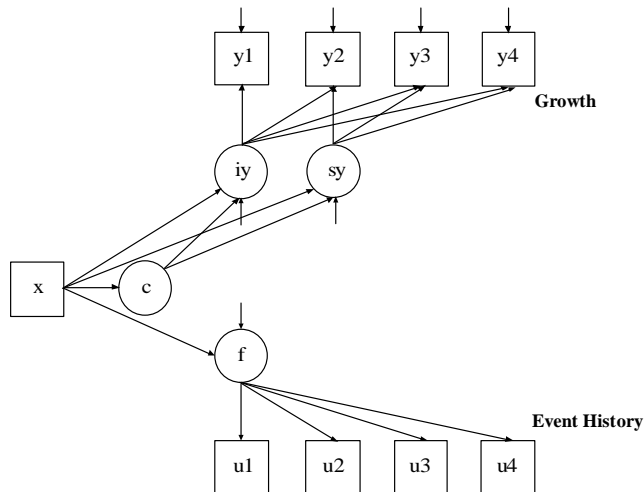 y1 y2 y3 y4
Growth
iy sy
x c
f
Event History
u1 u2 u3 u4